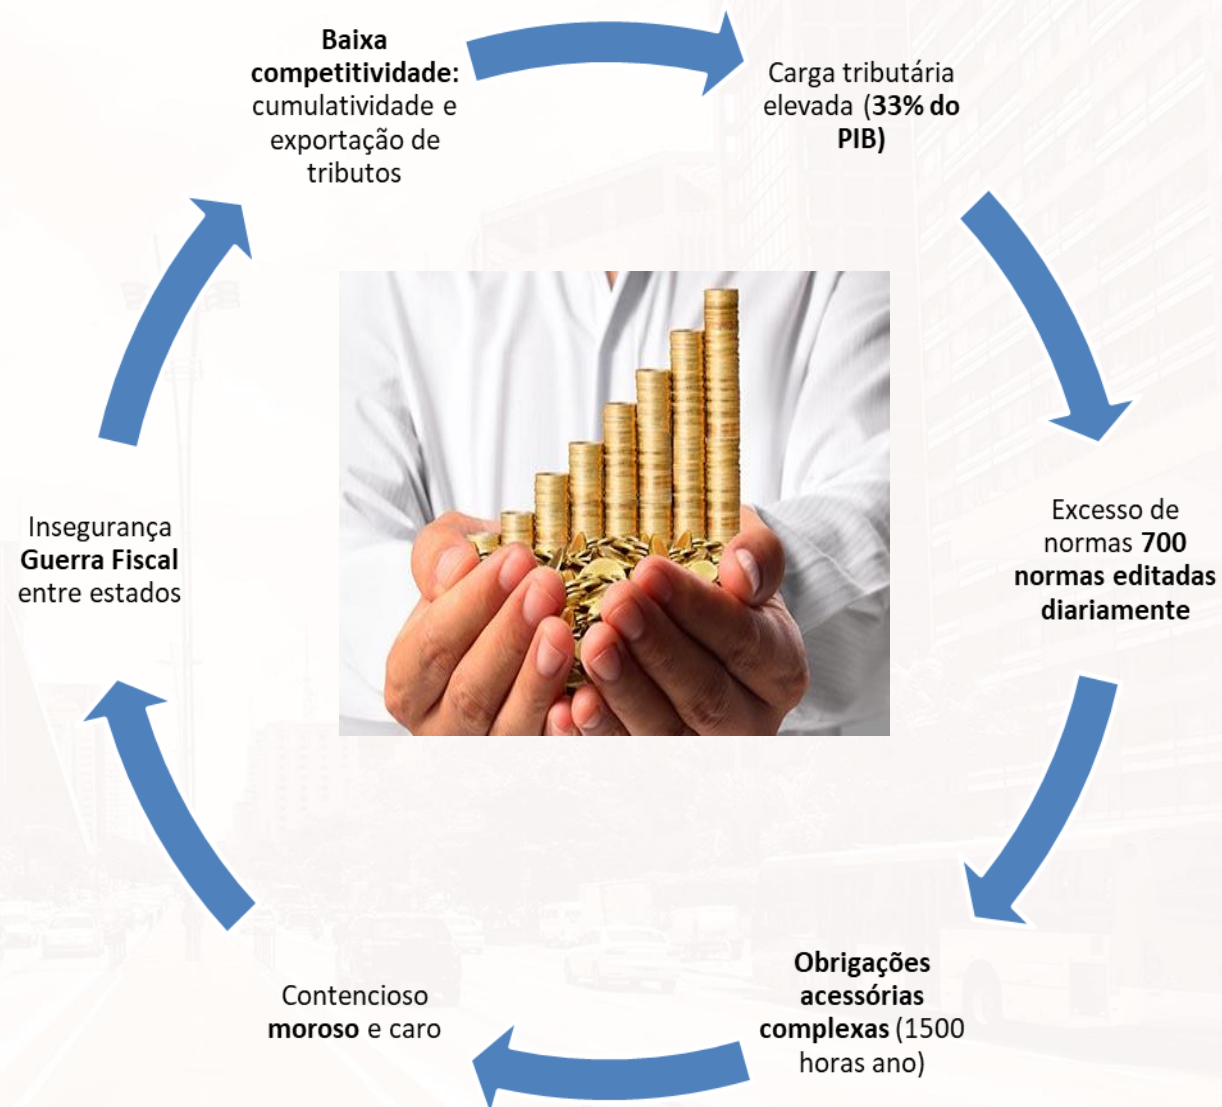 Baixa
competitividade:
cumulatividade e
exportação de
tributos
Carga tributária
elevada (33% do
PIB)
Excesso de
normas 700
normas editadas
diariamente
Obrigações
acessórias
complexas (1500
horas ano)
Contencioso
moroso e caro
Insegurança
Guerra Fiscal
entre estados